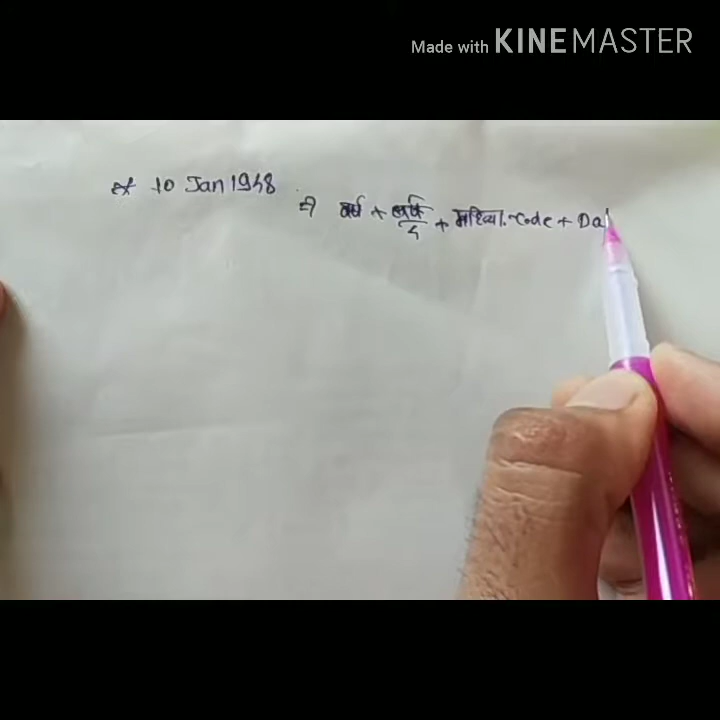 Made with KINEMASTER
* 10 Jan 1948
⇒ वर्ष + वर्ष/4 + महिना.Code + Da